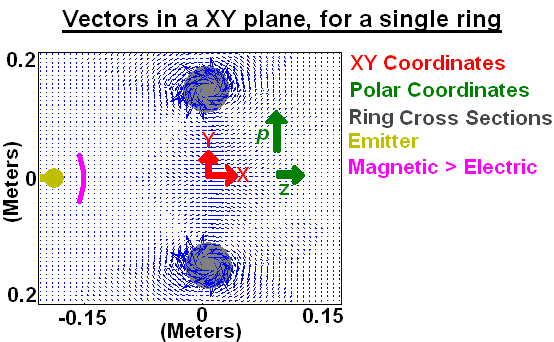 Vectors in a XY plane, for a single ring
0.2
XY Coordinates
Polar Coordinates
Ring Cross Sections
Emitter
Magnetic > Electric
p
Y
X
z
0
(Meters)
0.2
-0.15
0
0.15
(Meters)